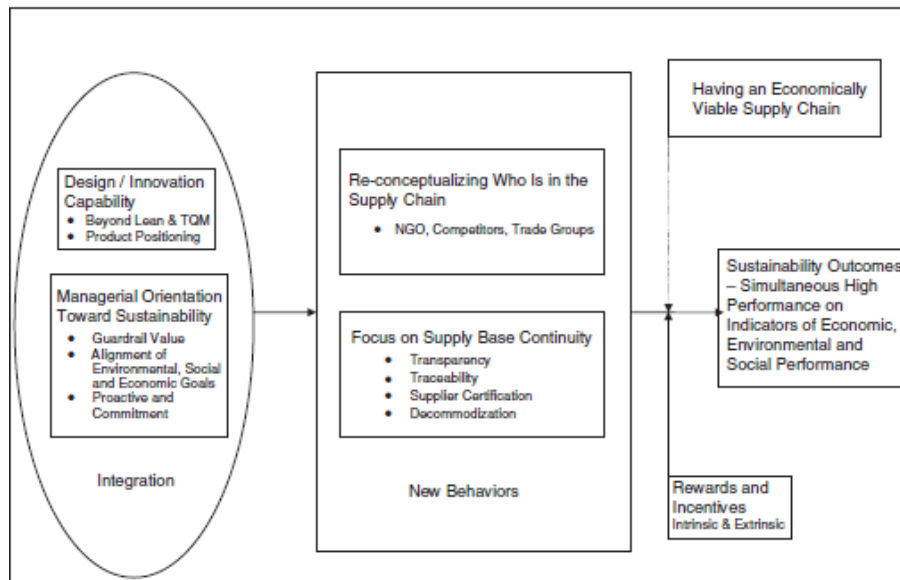 Design / Innovation
Capability
● Beyond Lean & TQM
● Product Positioning
Managerial Orientation
Toward Sustainability
● Guardrail Value
● Alignment of
Environmental, Social
and Economic Goals
● Proactive and
Commitment
Integration
Re-conceptualizing Who Is in the
Supply Chain
● NGO, Competitors, Trade Groups
Focus on Supply Base Continuity
● Transparency
● Traceability
● Supplier Certification
● Decommodization
New Behaviors
Having an Economically
Viable Supply Chain
Sustainability Outcomes
– Simultaneous High
Performance on
Indicators of Economic,
Environmental and
Social Performance
Rewards and
Incentives
Intrinsic & Extrinsic